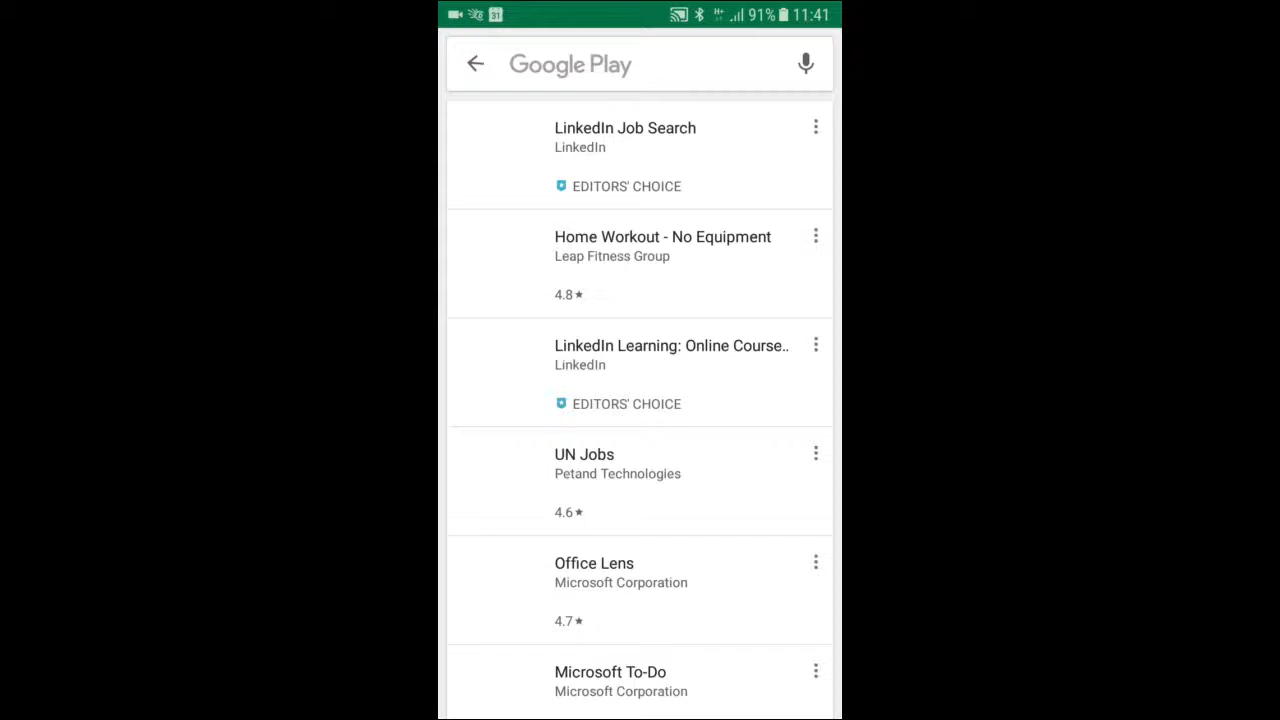 31 H+ 91% 11:41
Google Play
LinkedIn Job Search
LinkedIn
EDITORS' CHOICE
Home Workout - No Equipment
Leap Fitness Group
4.8★
LinkedIn Learning: Online Course..
LinkedIn
EDITORS' CHOICE
UN Jobs
Petand Technologies
4.6★
Office Lens
Microsoft Corporation
4.7★
Microsoft To-Do
Microsoft Corporation